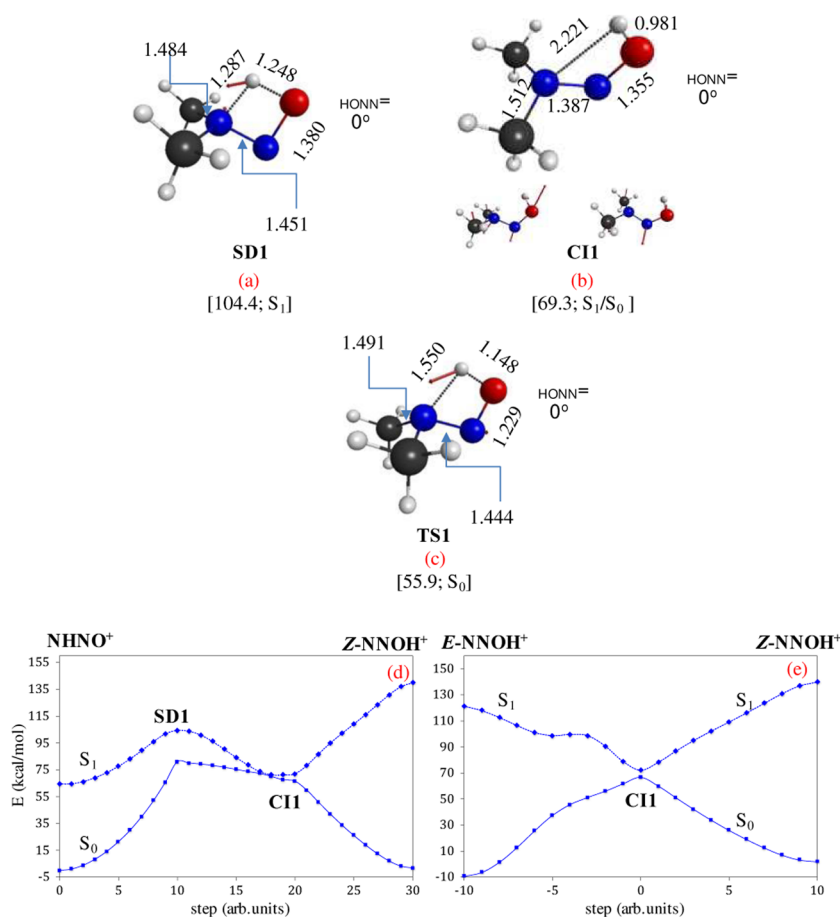 1.484
1.287
1.248
1.380
1.451
HONN=
0°
SD1
(a)
[104.4; S1]
2.221
0.981
1.512
1.387
1.355
HONN=
0°
CI1
(b)
[69.3; S1/S0 ]
1.491
1.550
1.148
1.229
1.444
HONN=
0°
TS1
(c)
[55.9; S0]
NHNO+
Z-NNOH+
(d)
155
135
115
95
75
55
35
15
-5
E (kcal/mol)
SD1
S1
CI1
S0
0 5 10 15 20 25 30
step (arb.units)
E-NNOH+
Z-NNOH+
(e)
150
130
110
90
70
50
30
10
-10
S1
S1
CI1
S0
-10 -5 0 5 10
step (arb.units)